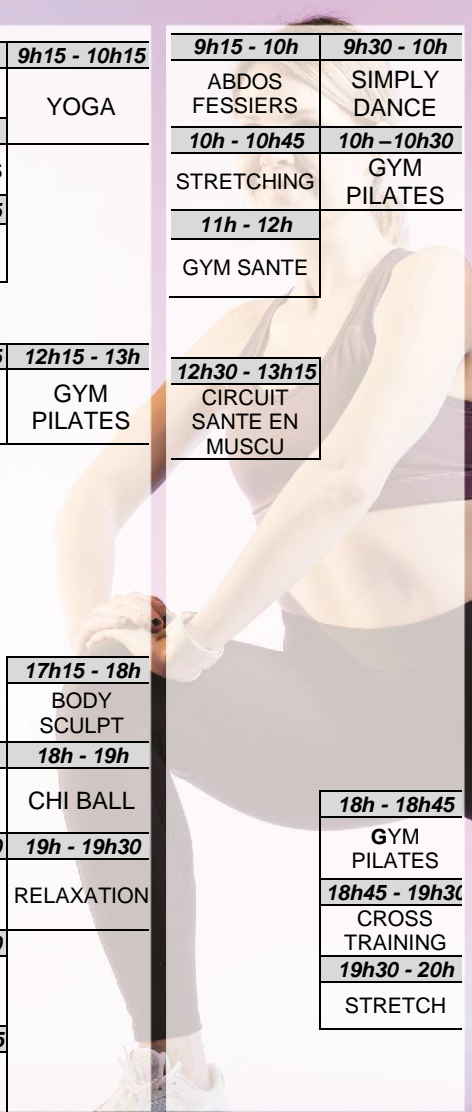 9h15 - 10h15
YOGA
12h15 - 13h
GYM
PILATES
17h15 - 18h
BODY
SCULPT
18h - 19h
CHI BALL
19h - 19h30
RELAXATION
9h15 - 10h
ABDOS
FESSIERS
10h - 10h45
STRETCHING
11h - 12h
GYM SANTE
12h30 - 13h15
CIRCUIT
SANTE EN
MUSCU
9h30 - 10h
SIMPLY
DANCE
10h –10h30
GYM
PILATES
18h - 18h45
GYM
PILATES
18h45 - 19h30
CROSS
TRAINING
19h30 - 20h
STRETCH